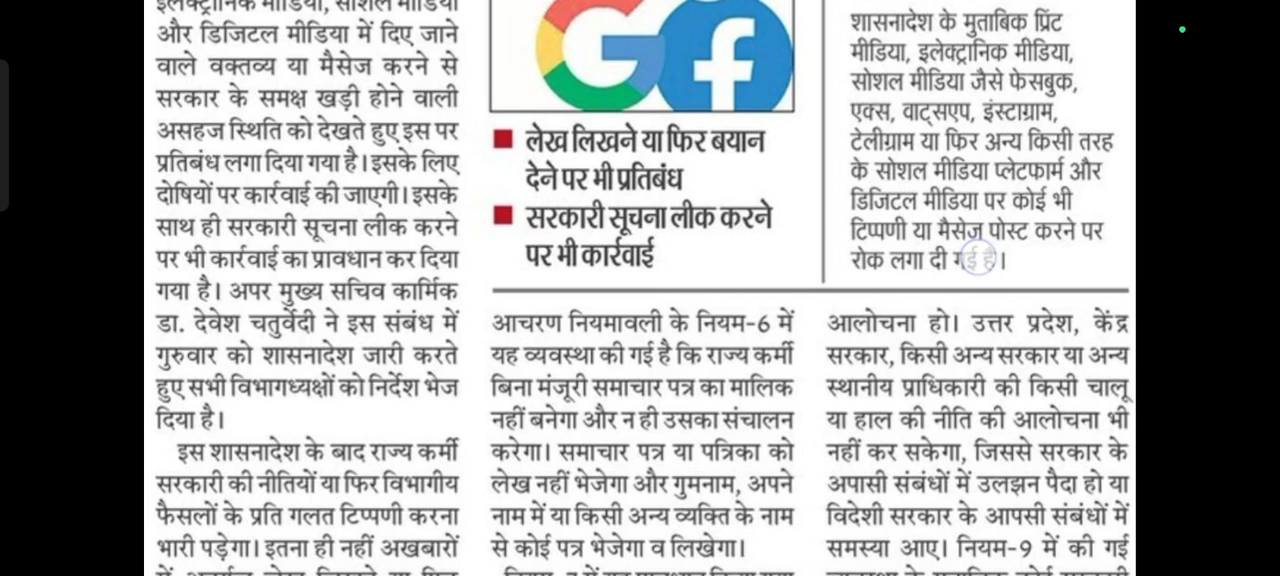 इलेक्ट्रॉनिक मीडिया, सोशल मीडिया
और डिजिटल मीडिया में दिए जाने
वाले वक्तव्य या मैसेज करने से
सरकार के समक्ष खड़ी होने वाली
असहज स्थिति को देखते हुए इस पर
प्रतिबंध लगा दिया गया है। इसके लिए
दोषियों पर कार्रवाई की जाएगी। इसके
साथ ही सरकारी सूचना लीक करने
पर भी कार्रवाई का प्रावधान कर दिया
गया है। अपर मुख्य सचिव कार्मिक
डा. देवेश चतुर्वेदी ने इस संबंध में
गुरुवार को शासनादेश जारी करते
हुए सभी विभागध्यक्षों को निर्देश भेज
दिया है।
इस शासनादेश के बाद राज्य कर्मी
सरकारी की नीतियों या फिर विभागीय
फैसलों के प्रति गलत टिप्पणी करना
भारी पड़ेगा। इतना ही नहीं अखबारों
G f
लेख लिखने या फिर बयान
देने पर भी प्रतिबंध
सरकारी सूचना लीक करने
पर भी कार्रवाई
शासनादेश के मुताबिक प्रिंट
मीडिया, इलेक्ट्रानिक मीडिया,
सोशल मीडिया जैसे फेसबुक,
एक्स, वाट्सएप, इंस्टाग्राम,
टेलीग्राम या फिर अन्य किसी तरह
के सोशल मीडिया प्लेटफार्म और
डिजिटल मीडिया पर कोई भी
टिप्पणी या मैसेज पोस्ट करने पर
रोक लगा दी गई है।
आचरण नियमावली के नियम-6 में
यह व्यवस्था की गई है कि राज्य कर्मी
बिना मंजूरी समाचार पत्र का मालिक
नहीं बनेगा और न ही उसका संचालन
करेगा। समाचार पत्र या पत्रिका को
लेख नहीं भेजेगा और गुमनाम, अपने
नाम में या किसी अन्य व्यक्ति के नाम
से कोई पत्र भेजेगा व लिखेगा।
आलोचना हो। उत्तर प्रदेश, केंद्र
सरकार, किसी अन्य सरकार या अन्य
स्थानीय प्राधिकारी की किसी चालू
या हाल की नीति की आलोचना भी
नहीं कर सकेगा, जिससे सरकार के
अपासी संबंधों में उलझन पैदा हो या
विदेशी सरकार के आपसी संबंधों में
समस्या आए। नियम-9 में की गई